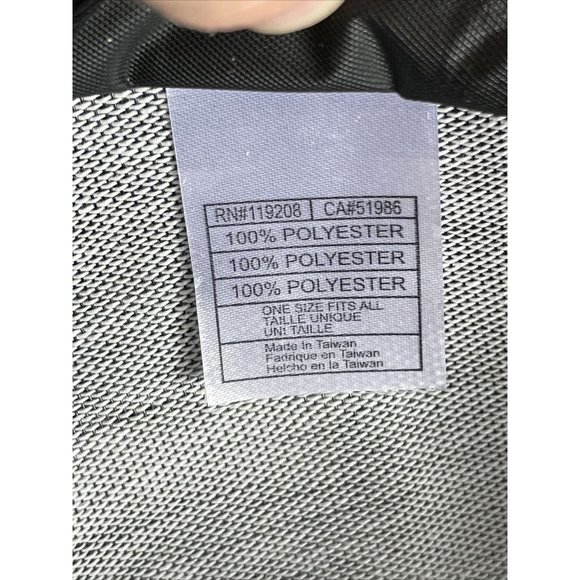 RN#119208 CA#51986
100% POLYESTER
100% POLYESTER
100% POLYESTER
ONE SIZE FITS ALL
TAILLE UNIQUE
UNI TAILLE
Made In Taiwan
Fadrique en Taiwan
Helcho en la Taiwan